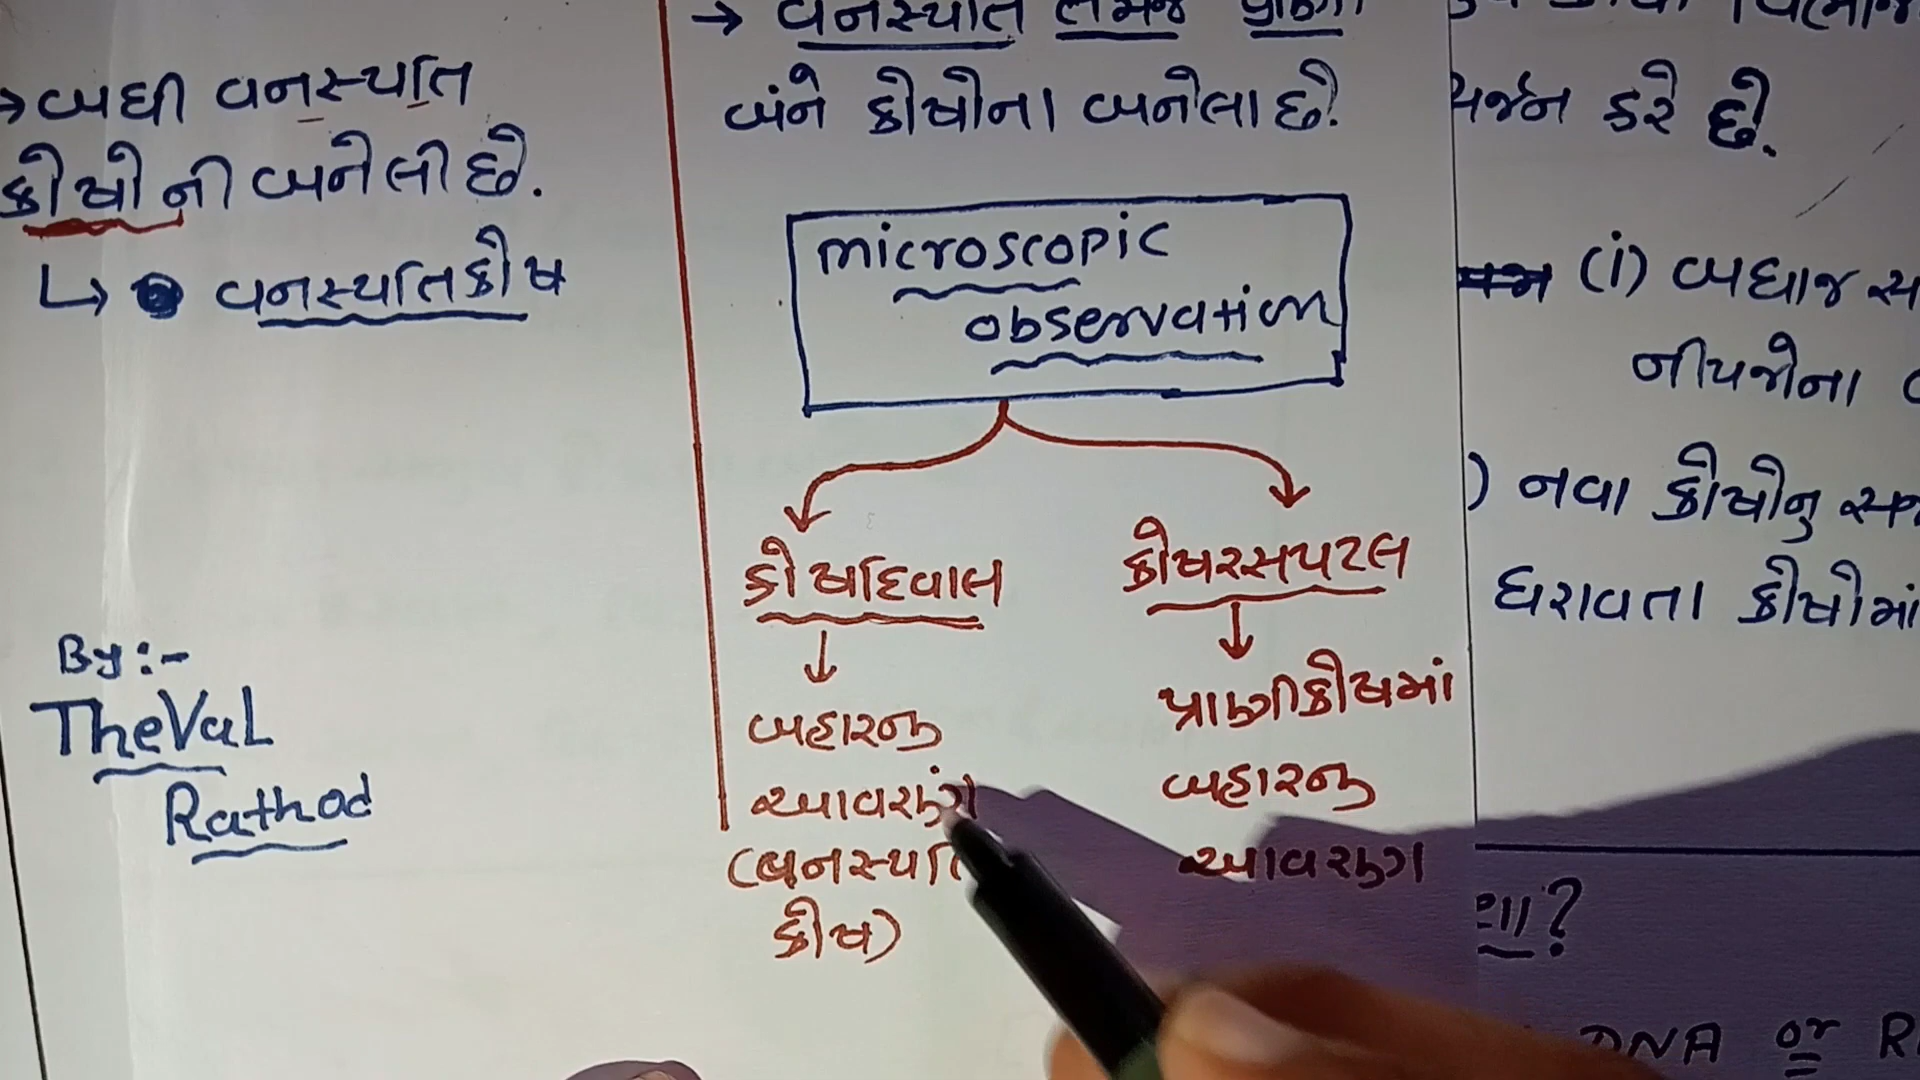 → બધી વનસ્પતિ
કોષોની બનેલી છે.
↳ વનસ્પતિકોષ
By:-
TheVaL
Rathod
→ વનસ્પતિ તેમજ પ્રાણી
બંને કોષોના બનેલા છે.
microscopic
observation
કોષદિવાલ
↓
બહારનુ
આવરણ
(વનસ્પતિ
કોષ)
કોષરસપટલ
↓
પ્રાણીકોષમાં
બહારનુ
આવરણ
સર્જન કરે છે.
(i) બધાજ
) નવા કોષોનુ
ધરાવતા કોષોમાં
DNA or